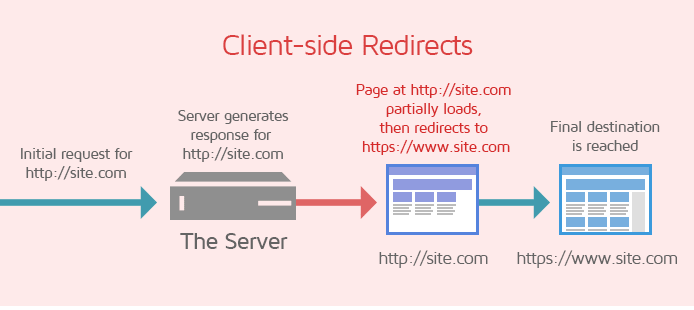 Client-side Redirects
Initial request for
http://site.com
Server generates
response for
http://site.com
The Server
Page at http://site.com
partially loads,
then redirects to
https://www.site.com
http://site.com
Final destination
is reached
https://www.site.com